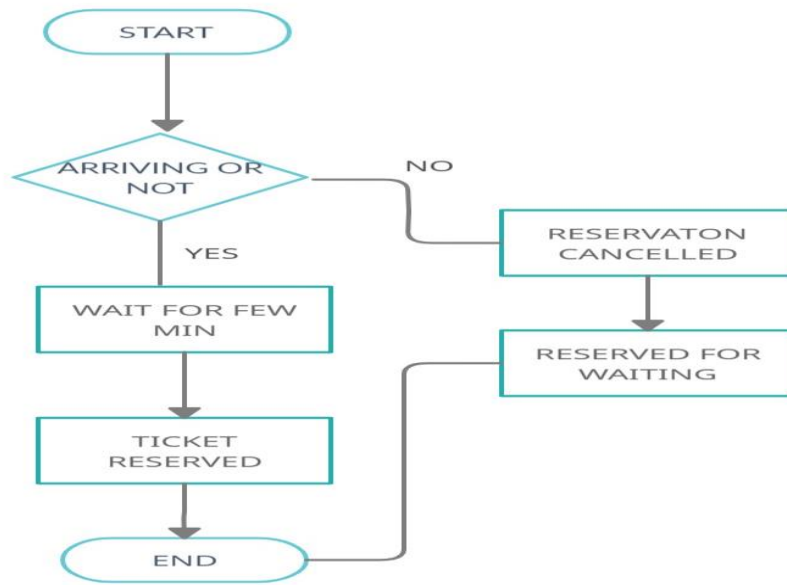 START
ARRIVING OR
NOT
NO
YES
RESERVATON
CANCELLED
WAIT FOR FEW
MIN
RESERVED FOR
WAITING
TICKET
RESERVED
END